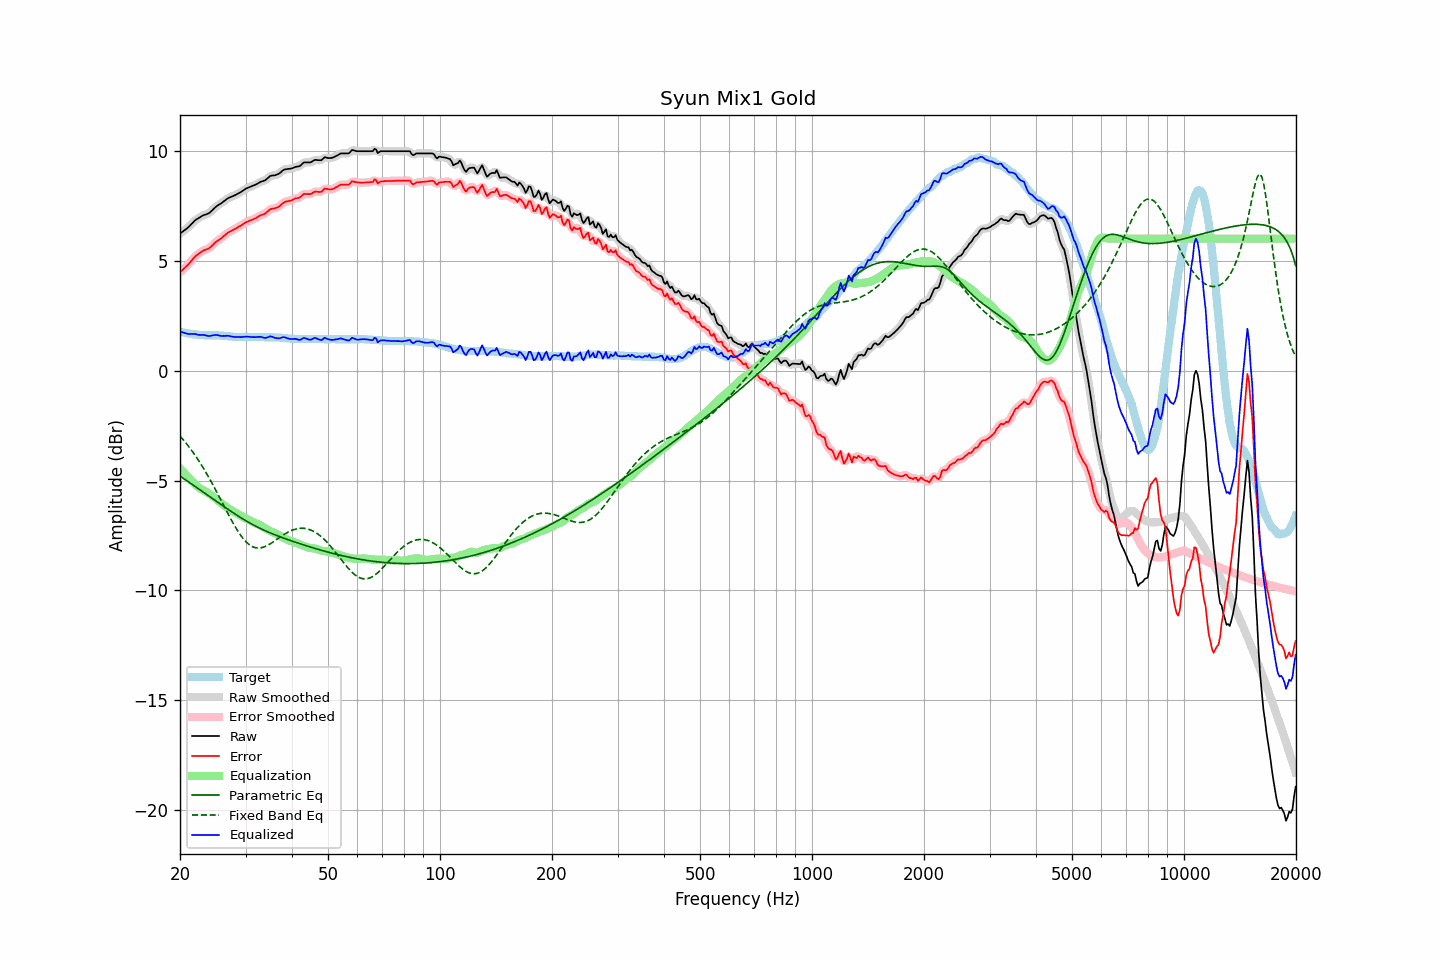 Syun Mix1 Gold
Amplitude (dBr)
10
5
0
−5
−10
−15
−20
Target
Raw Smoothed
Error Smoothed
Raw
Error
Equalization
Parametric Eq
Fixed Band Eq
Equalized
20 50 100 200 500 1000 2000 5000 10000 20000
Frequency (Hz)